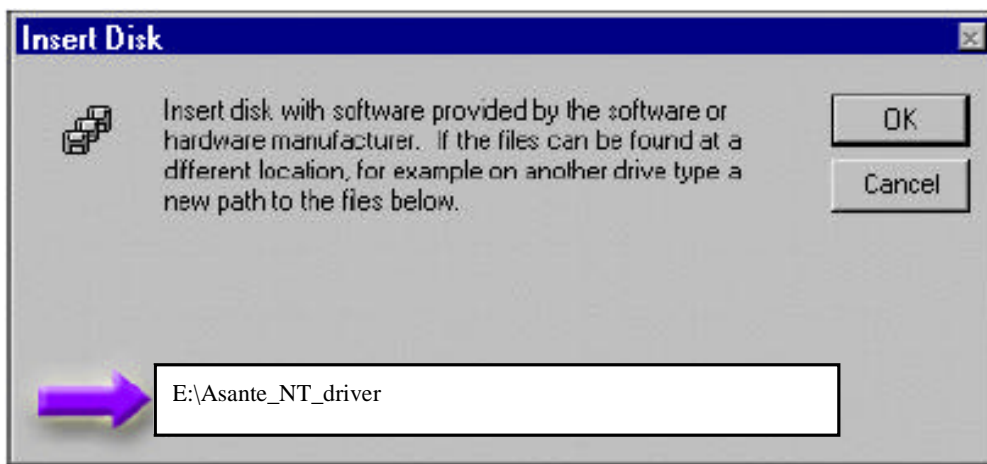 Insert Disk
Insert disk with software provided by the software or
hardware manufacturer. If the files can be found at a
dfferent location, for example on another drive type a
new path to the files below.
OK
Cancel
E:\Asante_NT_driver